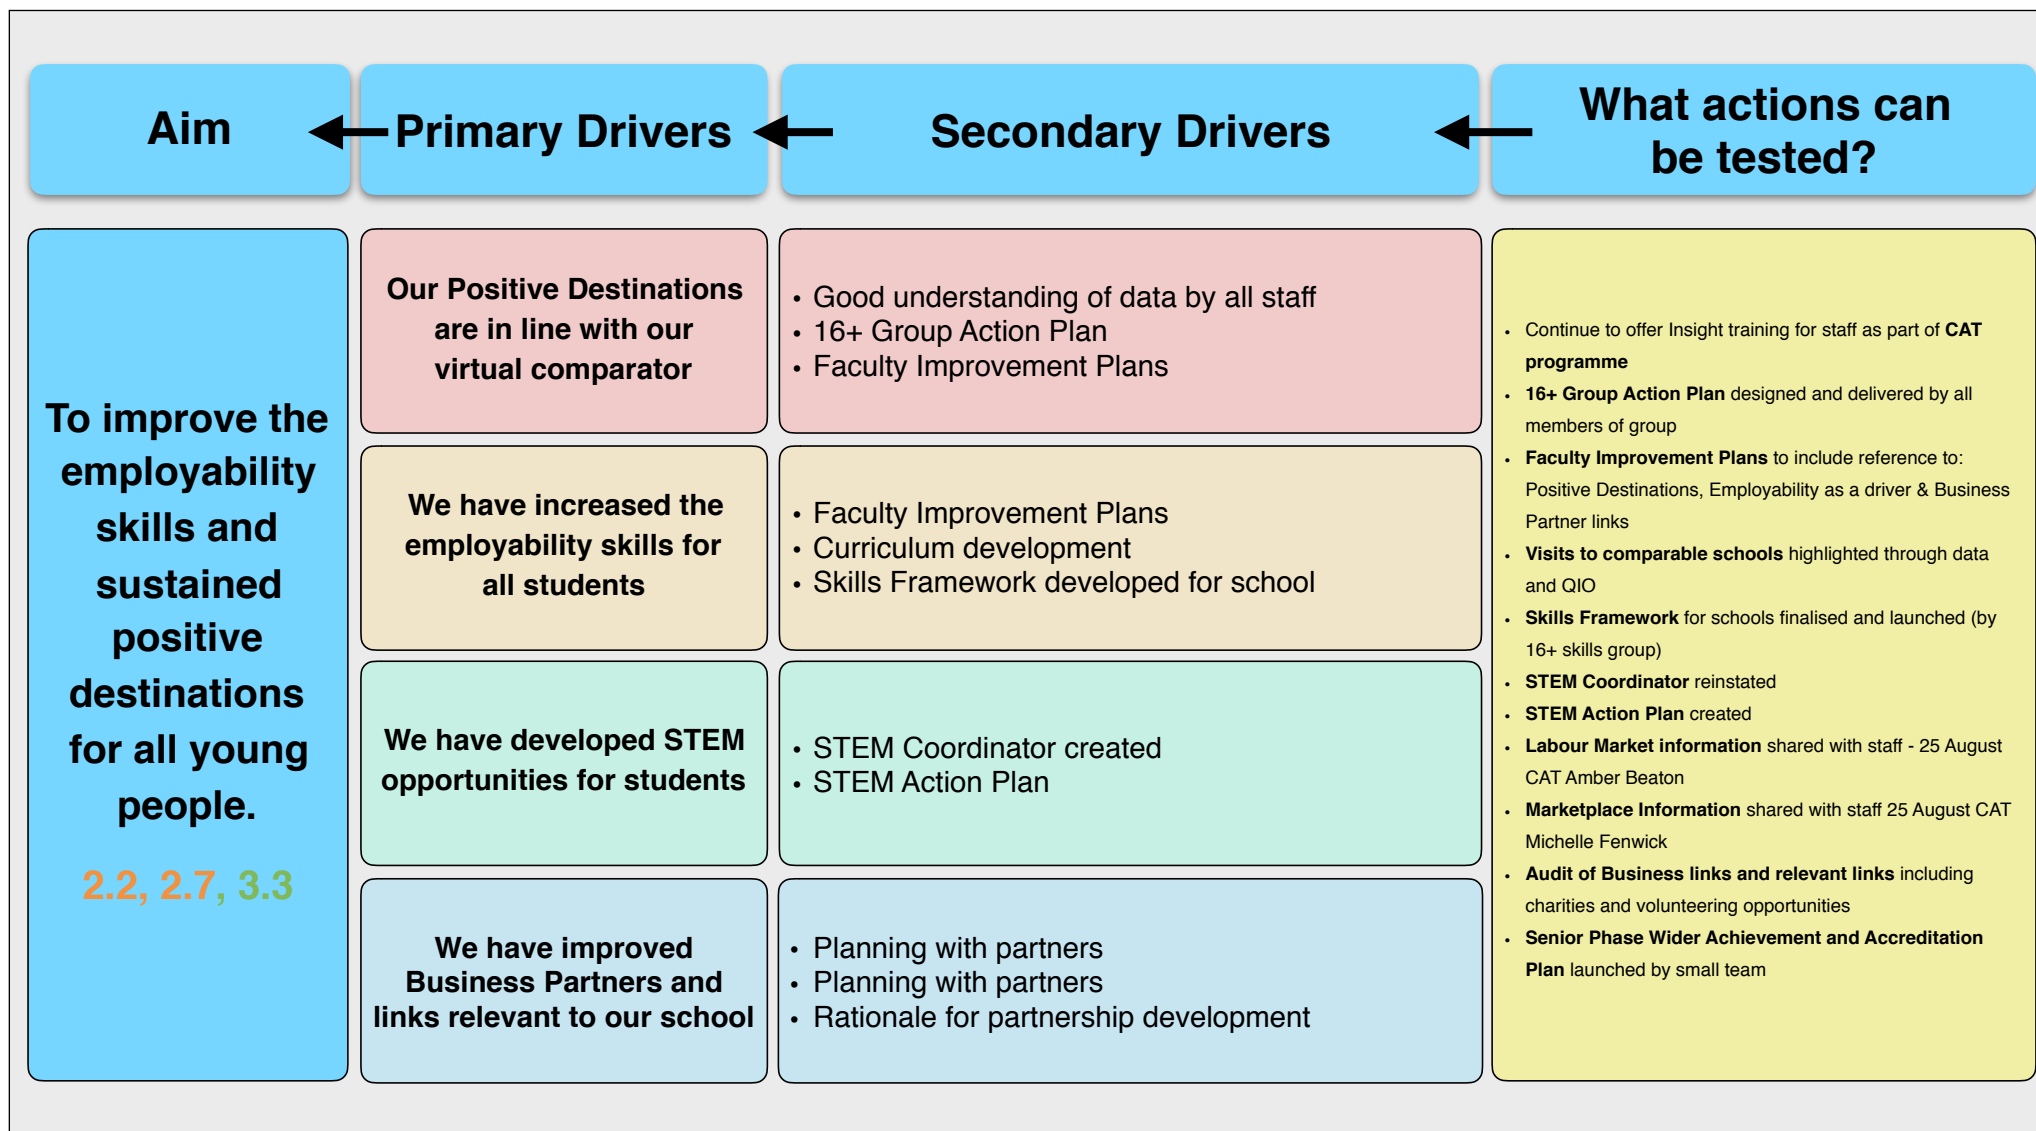 Aim
Primary Drivers
Secondary Drivers
What actions can
be tested?
To improve the
employability
skills and
sustained
positive
destinations
for all young
people.
2.2, 2.7, 3.3
Our Positive Destinations
are in line with our
virtual comparator
• Good understanding of data by all staff
• 16+ Group Action Plan
• Faculty Improvement Plans
We have increased the
employability skills for
all students
• Faculty Improvement Plans
• Curriculum development
• Skills Framework developed for school
We have developed STEM
opportunities for students
• STEM Coordinator created
• STEM Action Plan
We have improved
Business Partners and
links relevant to our school
• Planning with partners
• Planning with partners
• Rationale for partnership development
• Continue to offer Insight training for staff as part of CAT
programme
• 16+ Group Action Plan designed and delivered by all
members of group
• Faculty Improvement Plans to include reference to:
Positive Destinations, Employability as a driver & Business
Partner links
• Visits to comparable schools highlighted through data
and QIO
• Skills Framework for schools finalised and launched (by
16+ skills group)
• STEM Coordinator reinstated
• STEM Action Plan created
• Labour Market information shared with staff - 25 August
CAT Amber Beaton
• Marketplace Information shared with staff 25 August CAT
Michelle Fenwick
• Audit of Business links and relevant links including
charities and volunteering opportunities
• Senior Phase Wider Achievement and Accreditation
Plan launched by small team